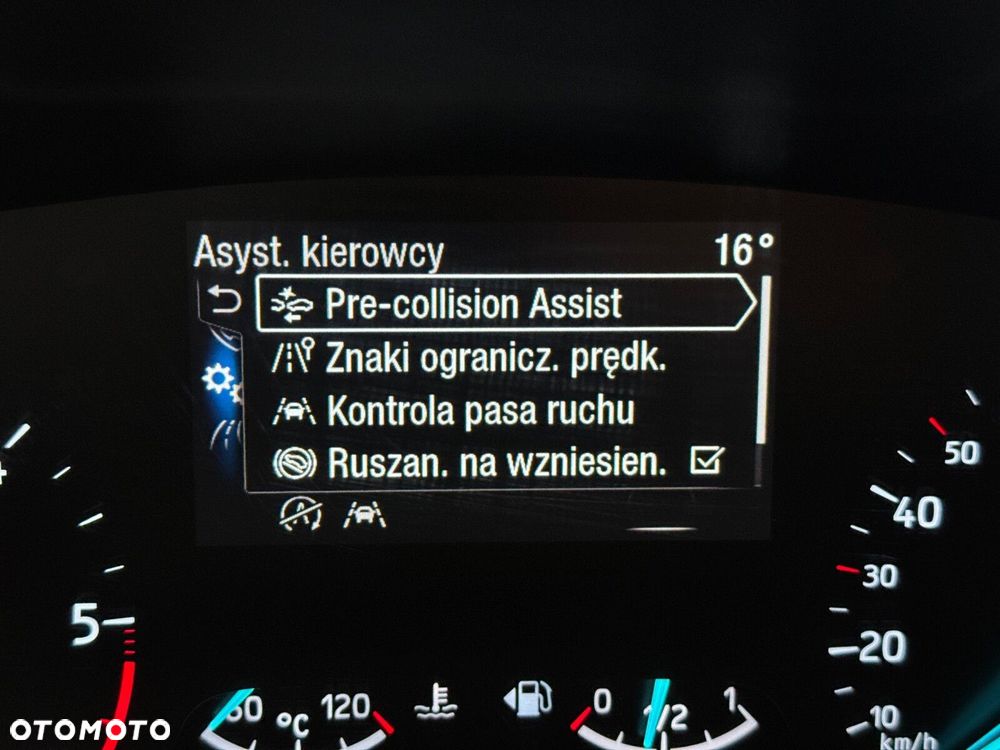 Asyst. kierowcy 16°
Pre-collision Assist
Znaki ogranicz. prędk.
Kontrola pasa ruchu
Ruszan. na wzniesien.
50
40
30
5
20
120 0 1
°C 1/2 10
km/h
OTOMOTO